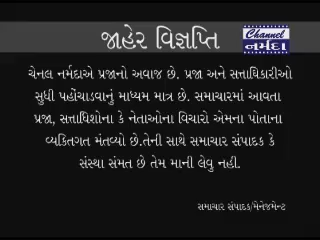 જાહેર વિજ્ઞપ્તિ
Channel
નર્મદા
ચેનલ નર્મદાએ પ્રજાનો અવાજ છે. પ્રજા અને સત્તાધિકારીઓ
સુધી પહોંચાડવાનું માધ્યમ માત્ર છે. સમાચારમાં આવતા
પ્રજા, સત્તાધિશોના કે નેતાઓના વિચારો એમના પોતાના
વ્યકિતગત મંતવ્યો છે.તેની સાથે સમાચાર સંપાદક કે
સંસ્થા સંમત છે તેમ માની લેવુ નહી.
સમાચાર સંપાદક/મેનેજમેન્ટ